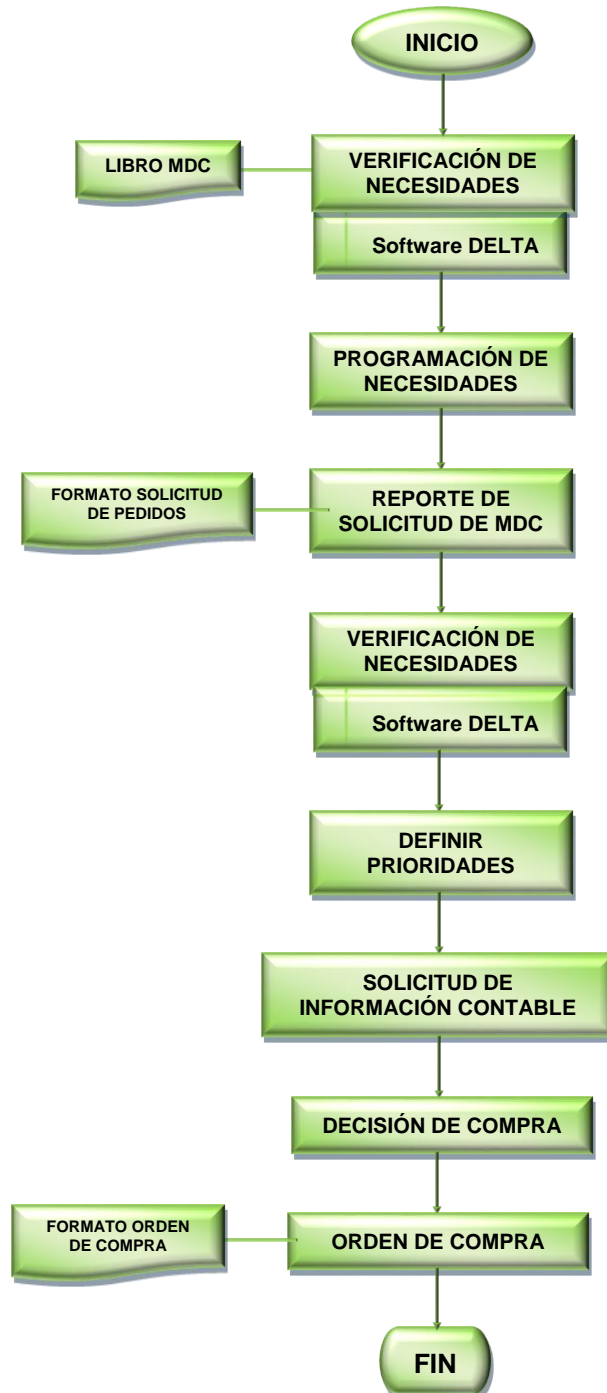 INICIO
LIBRO MDC
VERIFICACIÓN DE
NECESIDADES
Software DELTA
PROGRAMACIÓN DE
NECESIDADES
FORMATO SOLICITUD
DE PEDIDOS
REPORTE DE
SOLICITUD DE MDC
VERIFICACIÓN DE
NECESIDADES
Software DELTA
DEFINIR
PRIORIDADES
SOLICITUD DE
INFORMACIÓN CONTABLE
DECISIÓN DE COMPRA
FORMATO ORDEN
DE COMPRA
ORDEN DE COMPRA
FIN